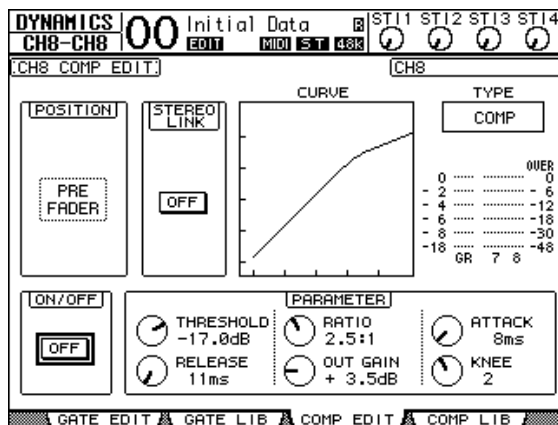 DYNAMICS
CH8-CH8
00
Initial Data
R
EDIT
MIDI
S T
48k
STI1 STI2 STI3 STI4
CH8 COMP EDIT
CH8
POSITION
PRE
FADER
STEREO
LINK
OFF
CURVE
TYPE
COMP
OVER
0 0
- 2 - 6
- 4 -12
- 6 -18
- 8 -30
-18 -48
GR 7 8
ON/OFF
OFF
PARAMETER
THRESHOLD
-17.0dB
RATIO
2.5:1
ATTACK
8ms
RELEASE
11ms
OUT GAIN
+ 3.5dB
KNEE
2
GATE EDIT GATE LIB COMP EDIT COMP LIB